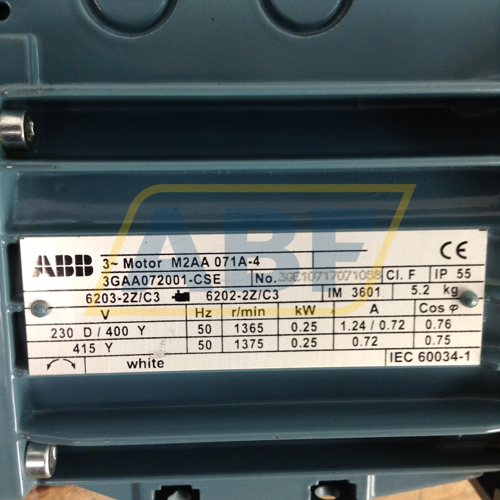 ABF
ABB 3~ Motor M2AA 071A-4 CE
3GAA072001-CSE No. 3GE10717071055 Cl. F IP 55
6203-2Z/C3 6202-2Z/C3 IM 3601 5.2 kg
V Hz r/min kW A Cos φ
230 D / 400 Y 50 1365 0.25 1.24 / 0.72 0.76
415 Y 50 1375 0.25 0.72 0.75
white IEC 60034-1